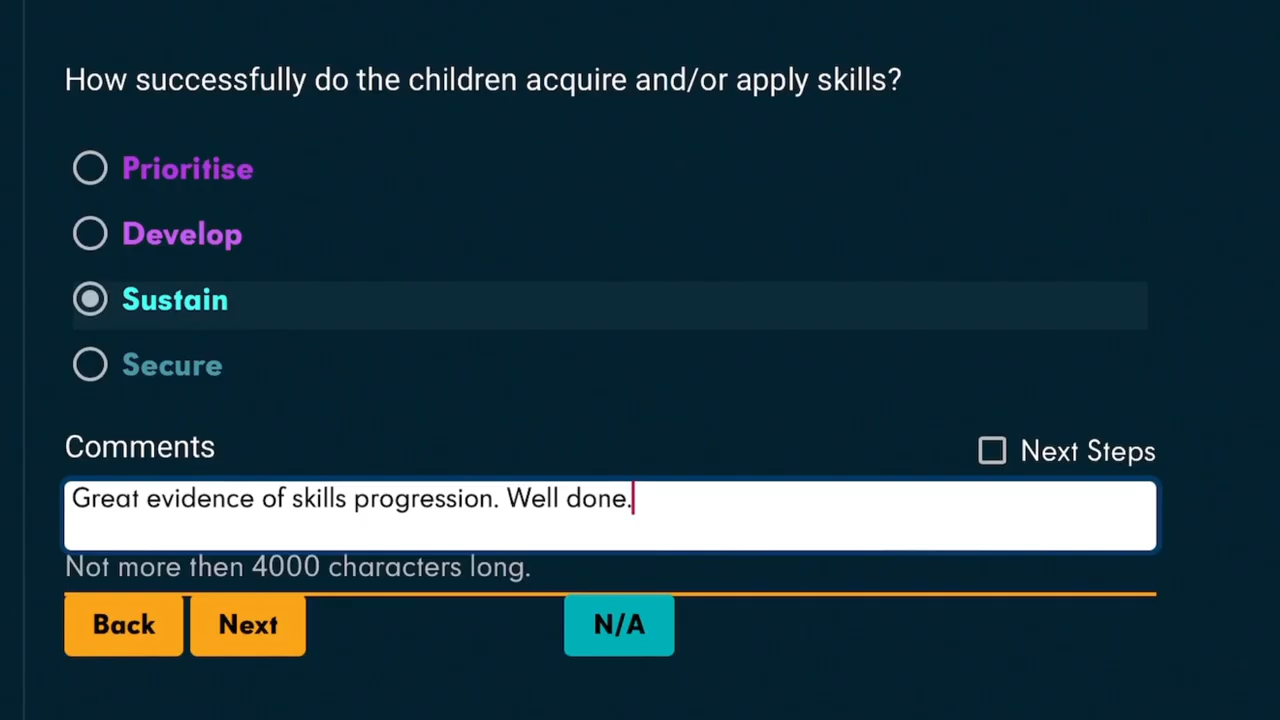 How successfully do the children acquire and/or apply skills?
Prioritise
Develop
Sustain
Secure
Comments
Next Steps
Great evidence of skills progression. Well done.
Not more then 4000 characters long.
Back
Next
N/A